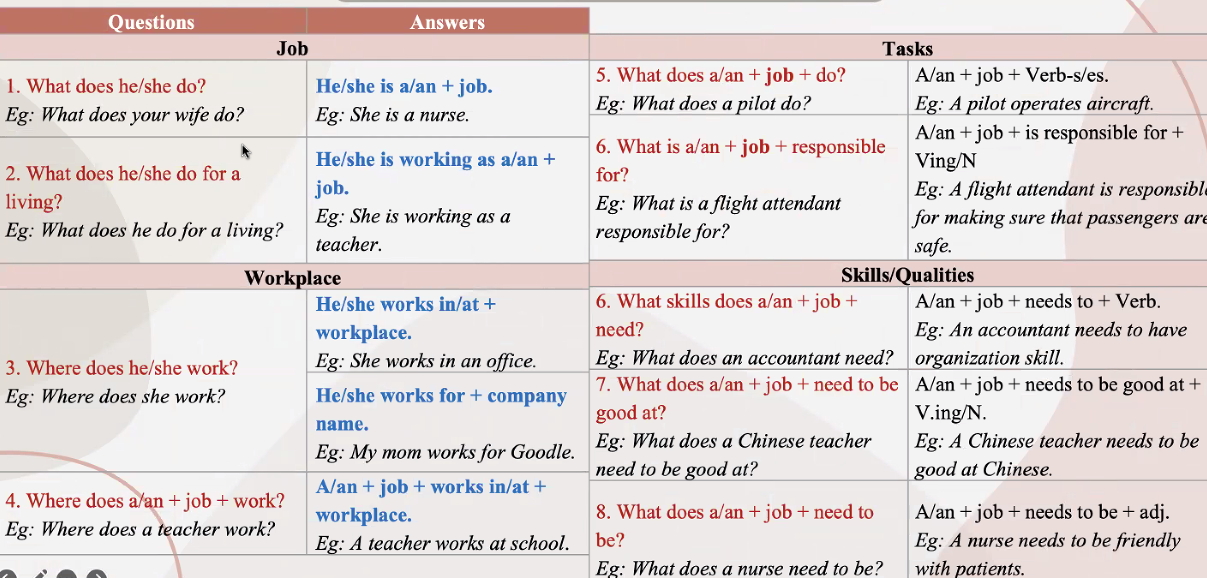 Questions
Answers
Job
1. What does he/she do?
Eg: What does your wife do?
He/she is a/an + job.
Eg: She is a nurse.
2. What does he/she do for a
living?
Eg: What does he do for a living?
He/she is working as a/an +
job.
Eg: She is working as a
teacher.
Workplace
3. Where does he/she work?
Eg: Where does she work?
He/she works in/at +
workplace.
Eg: She works in an office.
He/she works for + company
name.
Eg: My mom works for Goodle.
4. Where does a/an + job + work?
Eg: Where does a teacher work?
A/an + job + works in/at +
workplace.
Eg: A teacher works at school.
Tasks
5. What does a/an + job + do?
Eg: What does a pilot do?
A/an + job + Verb-s/es.
Eg: A pilot operates aircraft.
6. What is a/an + job + responsible
for?
Eg: What is a flight attendant
responsible for?
A/an + job + is responsible for +
Ving/N
Eg: A flight attendant is responsible
for making sure that passengers are
safe.
Skills/Qualities
6. What skills does a/an + job +
need?
Eg: What does an accountant need?
A/an + job + needs to + Verb.
Eg: An accountant needs to have
organization skill.
7. What does a/an + job + need to be
good at?
Eg: What does a Chinese teacher
need to be good at?
A/an + job + needs to be good at +
V.ing/N.
Eg: A Chinese teacher needs to be
good at Chinese.
8. What does a/an + job + need to
be?
Eg: What does a nurse need to be?
A/an + job + needs to be + adj.
Eg: A nurse needs to be friendly
with patients.